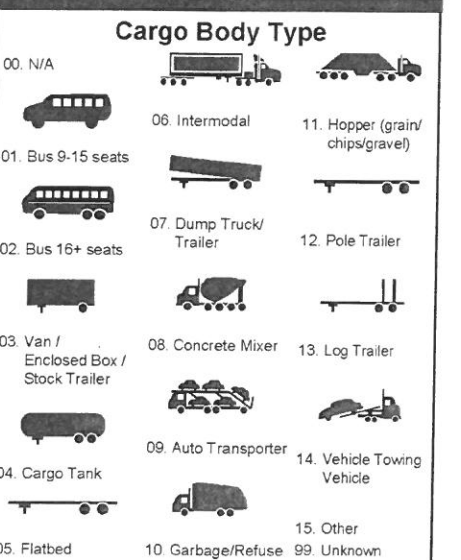 Cargo Body Type
00. N/A
01. Bus 9-15 seats
02. Bus 16+ seats
03. Van /
Enclosed Box /
Stock Trailer
04. Cargo Tank
05. Flatbed
06. Intermodal
07. Dump Truck/
Trailer
08. Concrete Mixer
09. Auto Transporter
10. Garbage/Refuse
11. Hopper (grain/
chips/gravel)
12. Pole Trailer
13. Log Trailer
14. Vehicle Towing
Vehicle
15. Other
99. Unknown